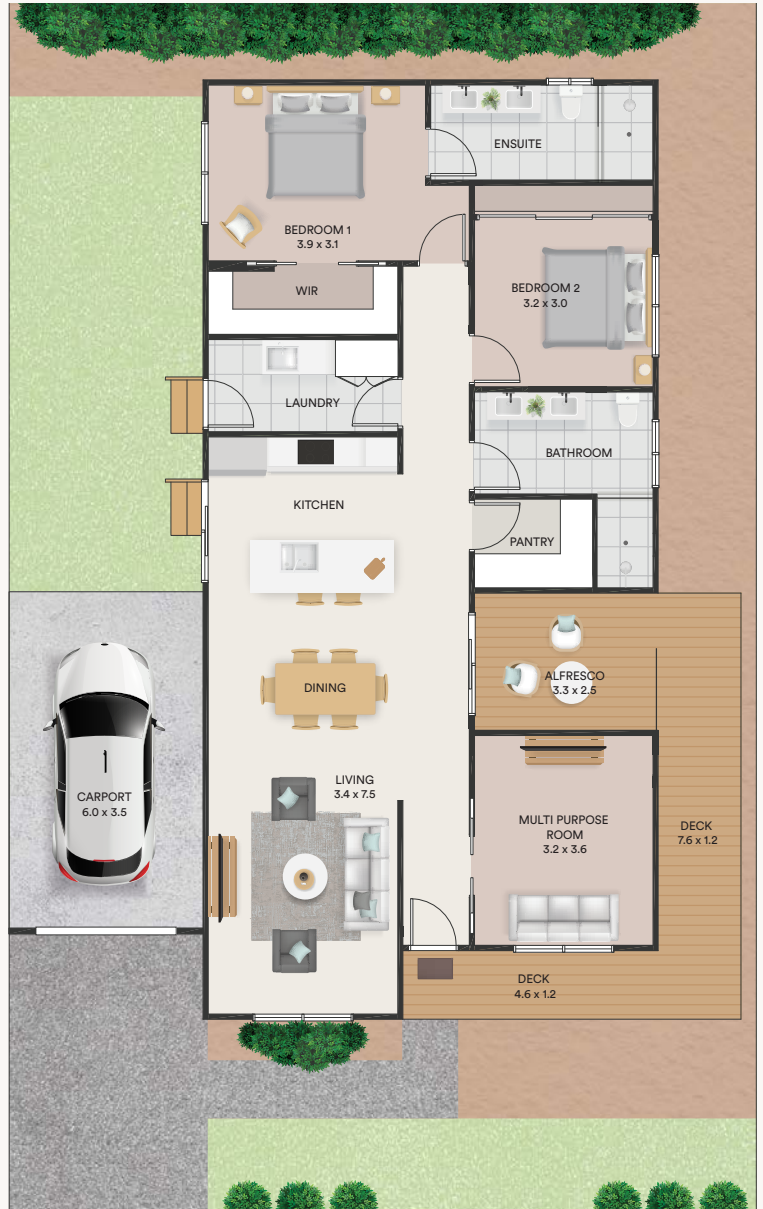 ENSUITE
BEDROOM 1
3.9 x 3.1
BEDROOM 2
3.2 x 3.0
WIR
LAUNDRY
BATHROOM
KITCHEN
PANTRY
ALFRESCO
3.3 x 2.5
DINING
LIVING
3.4 x 7.5
CARPORT
6.0 x 3.5
MULTI PURPOSE
ROOM
3.2 x 3.6
DECK
7.6 x 1.2
DECK
4.6 x 1.2